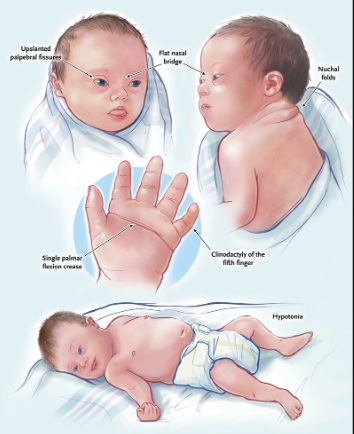 Upslanted
palpebral fissures
Flat nasal
bridge
Nuchal
folds
Single palmar
flexion crease
Clinodactyly of the
fifth finger
Hypotonia